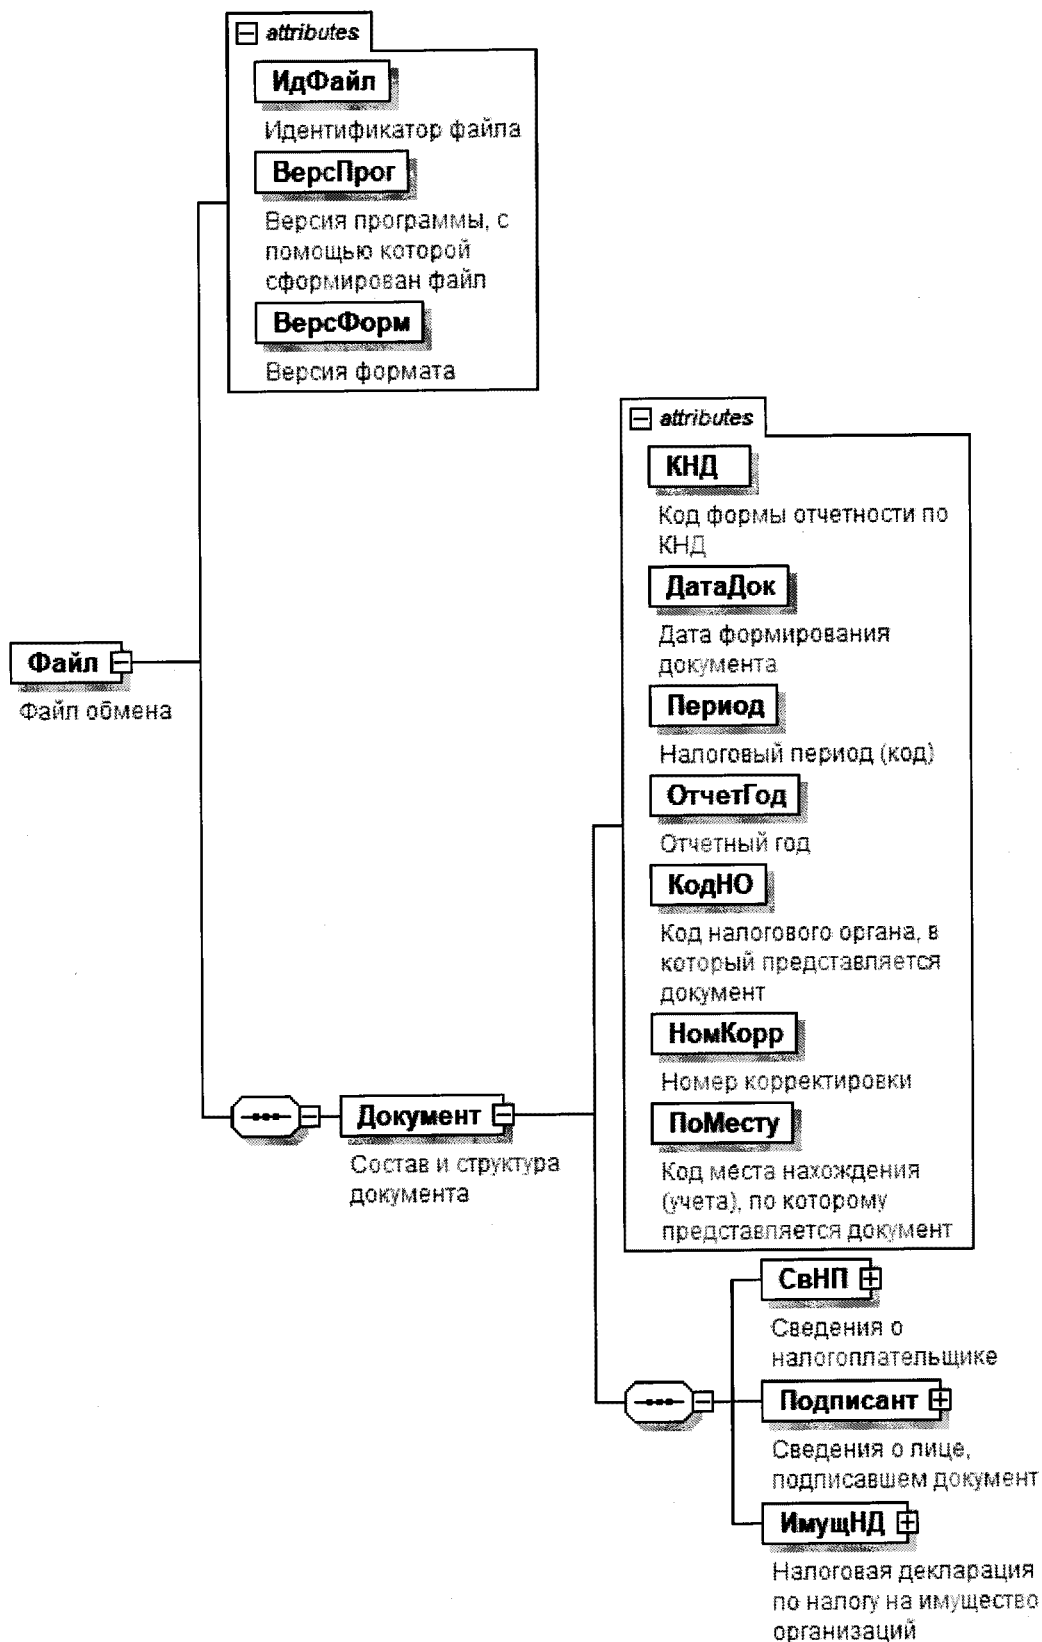 attributes
ИдФайл
Идентификатор файла
ВерсПрог
Версия программы, с
помощью которой
сформирован файл
ВерсФорм
Версия формата
attributes
КНД
Код формы отчетности по
КНД
ДатаДок
Дата формирования
документа
Файл
Файл обмена
Период
Налоговый период (код)
ОтчетГод
Отчетный год
КодНО
Код налогового органа, в
который представляется
документ
НомКорр
Номер корректировки
ПоМесту
Код места нахождения
(учета), по которому
представляется документ
Документ
Состав и структура
документа
СвНП
Сведения о
налогоплательщике
Подписант
Сведения о лице,
подписавшем документ
ИмущНД
Налоговая декларация
по налогу на имущество
организаций